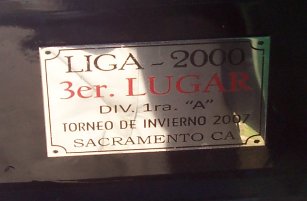 LIGA - 2000
3er. LUGAR
DIV. 1ra. "A"
TORNEO DE INVIERNO 2007
SACRAMENTO CA